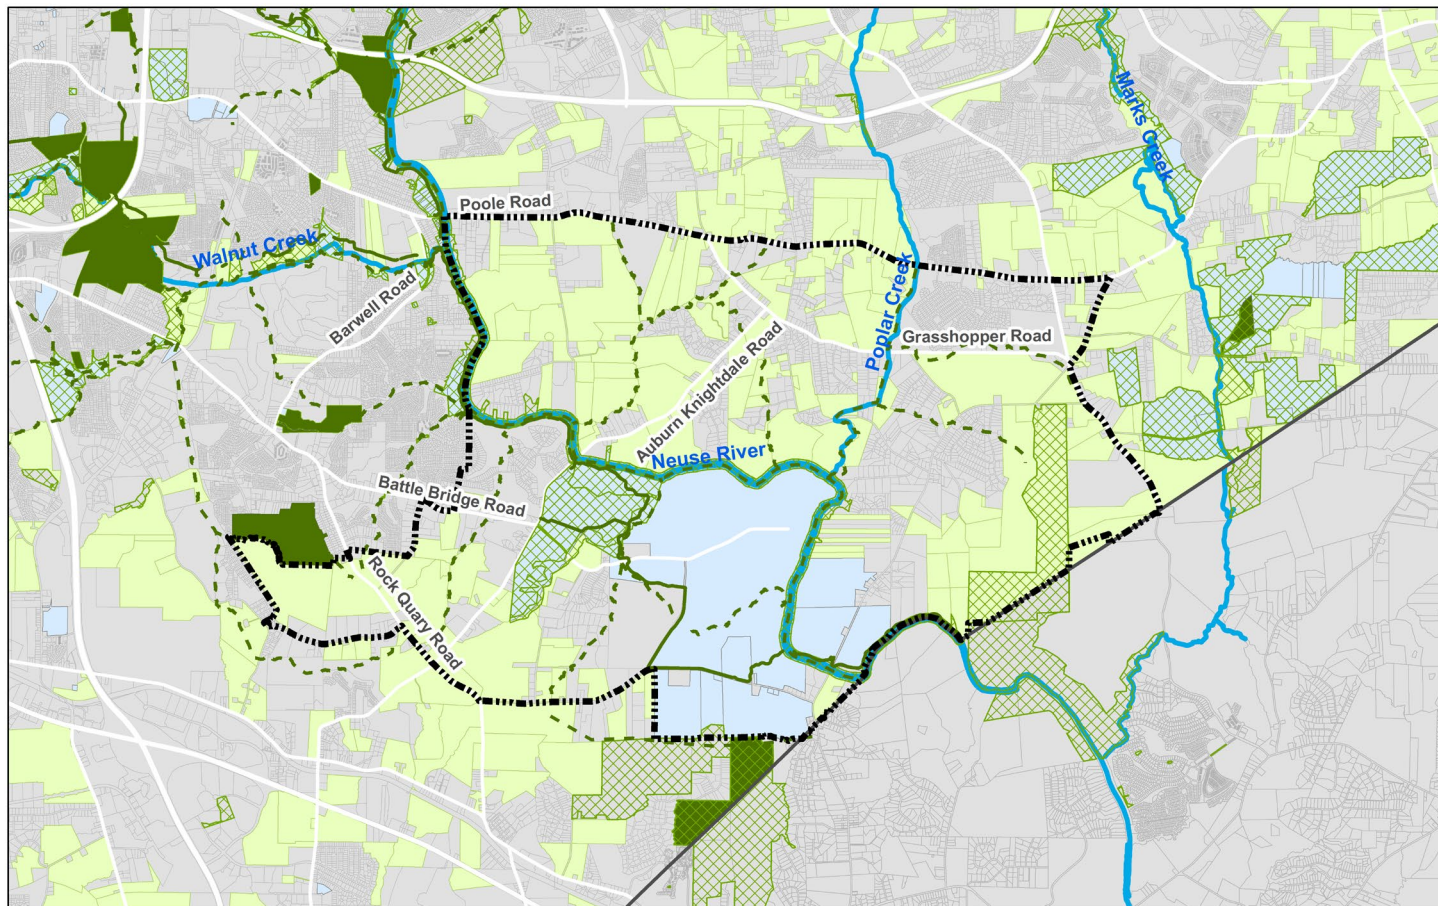 Marks Creek
Poole Road
Walnut Creek
Barwell Road
Poplar Creek
Grasshopper Road
Auburn Knightdale Road
Neuse River
Battle Bridge Road
Rock Quary Road